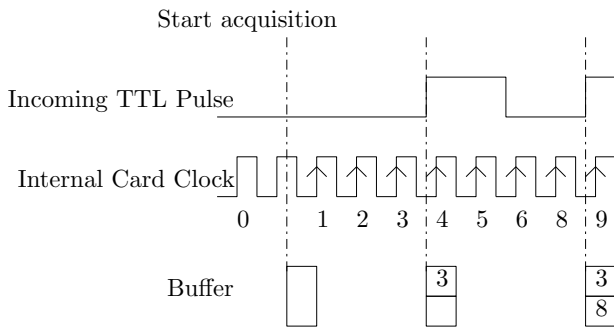 Start acquisition
Incoming TTL Pulse
Internal Card Clock
0 1 2 3 4 5 6 8 9
Buffer
3 3
8